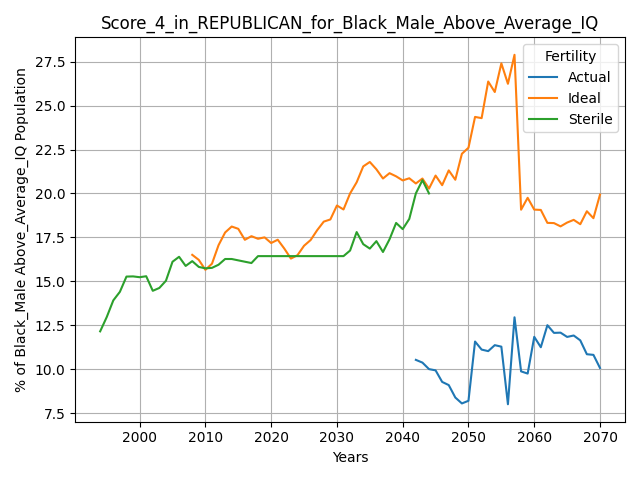 Score_4_in_REPUBLICAN_for_Black_Male_Above_Average_IQ
% of Black_Male Above_Average_IQ Population
27.5
25.0
22.5
20.0
17.5
15.0
12.5
10.0
7.5
Fertility
Actual
Ideal
Sterile
2000 2010 2020 2030 2040 2050 2060 2070
Years